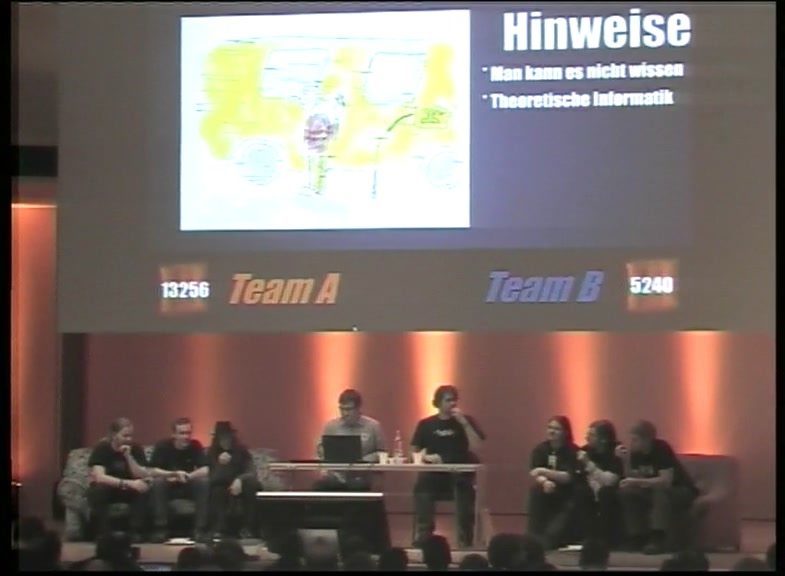 Hinweise
* Man kann es nicht wissen
* Theoretische Informatik
13256 Team A Team B 5240